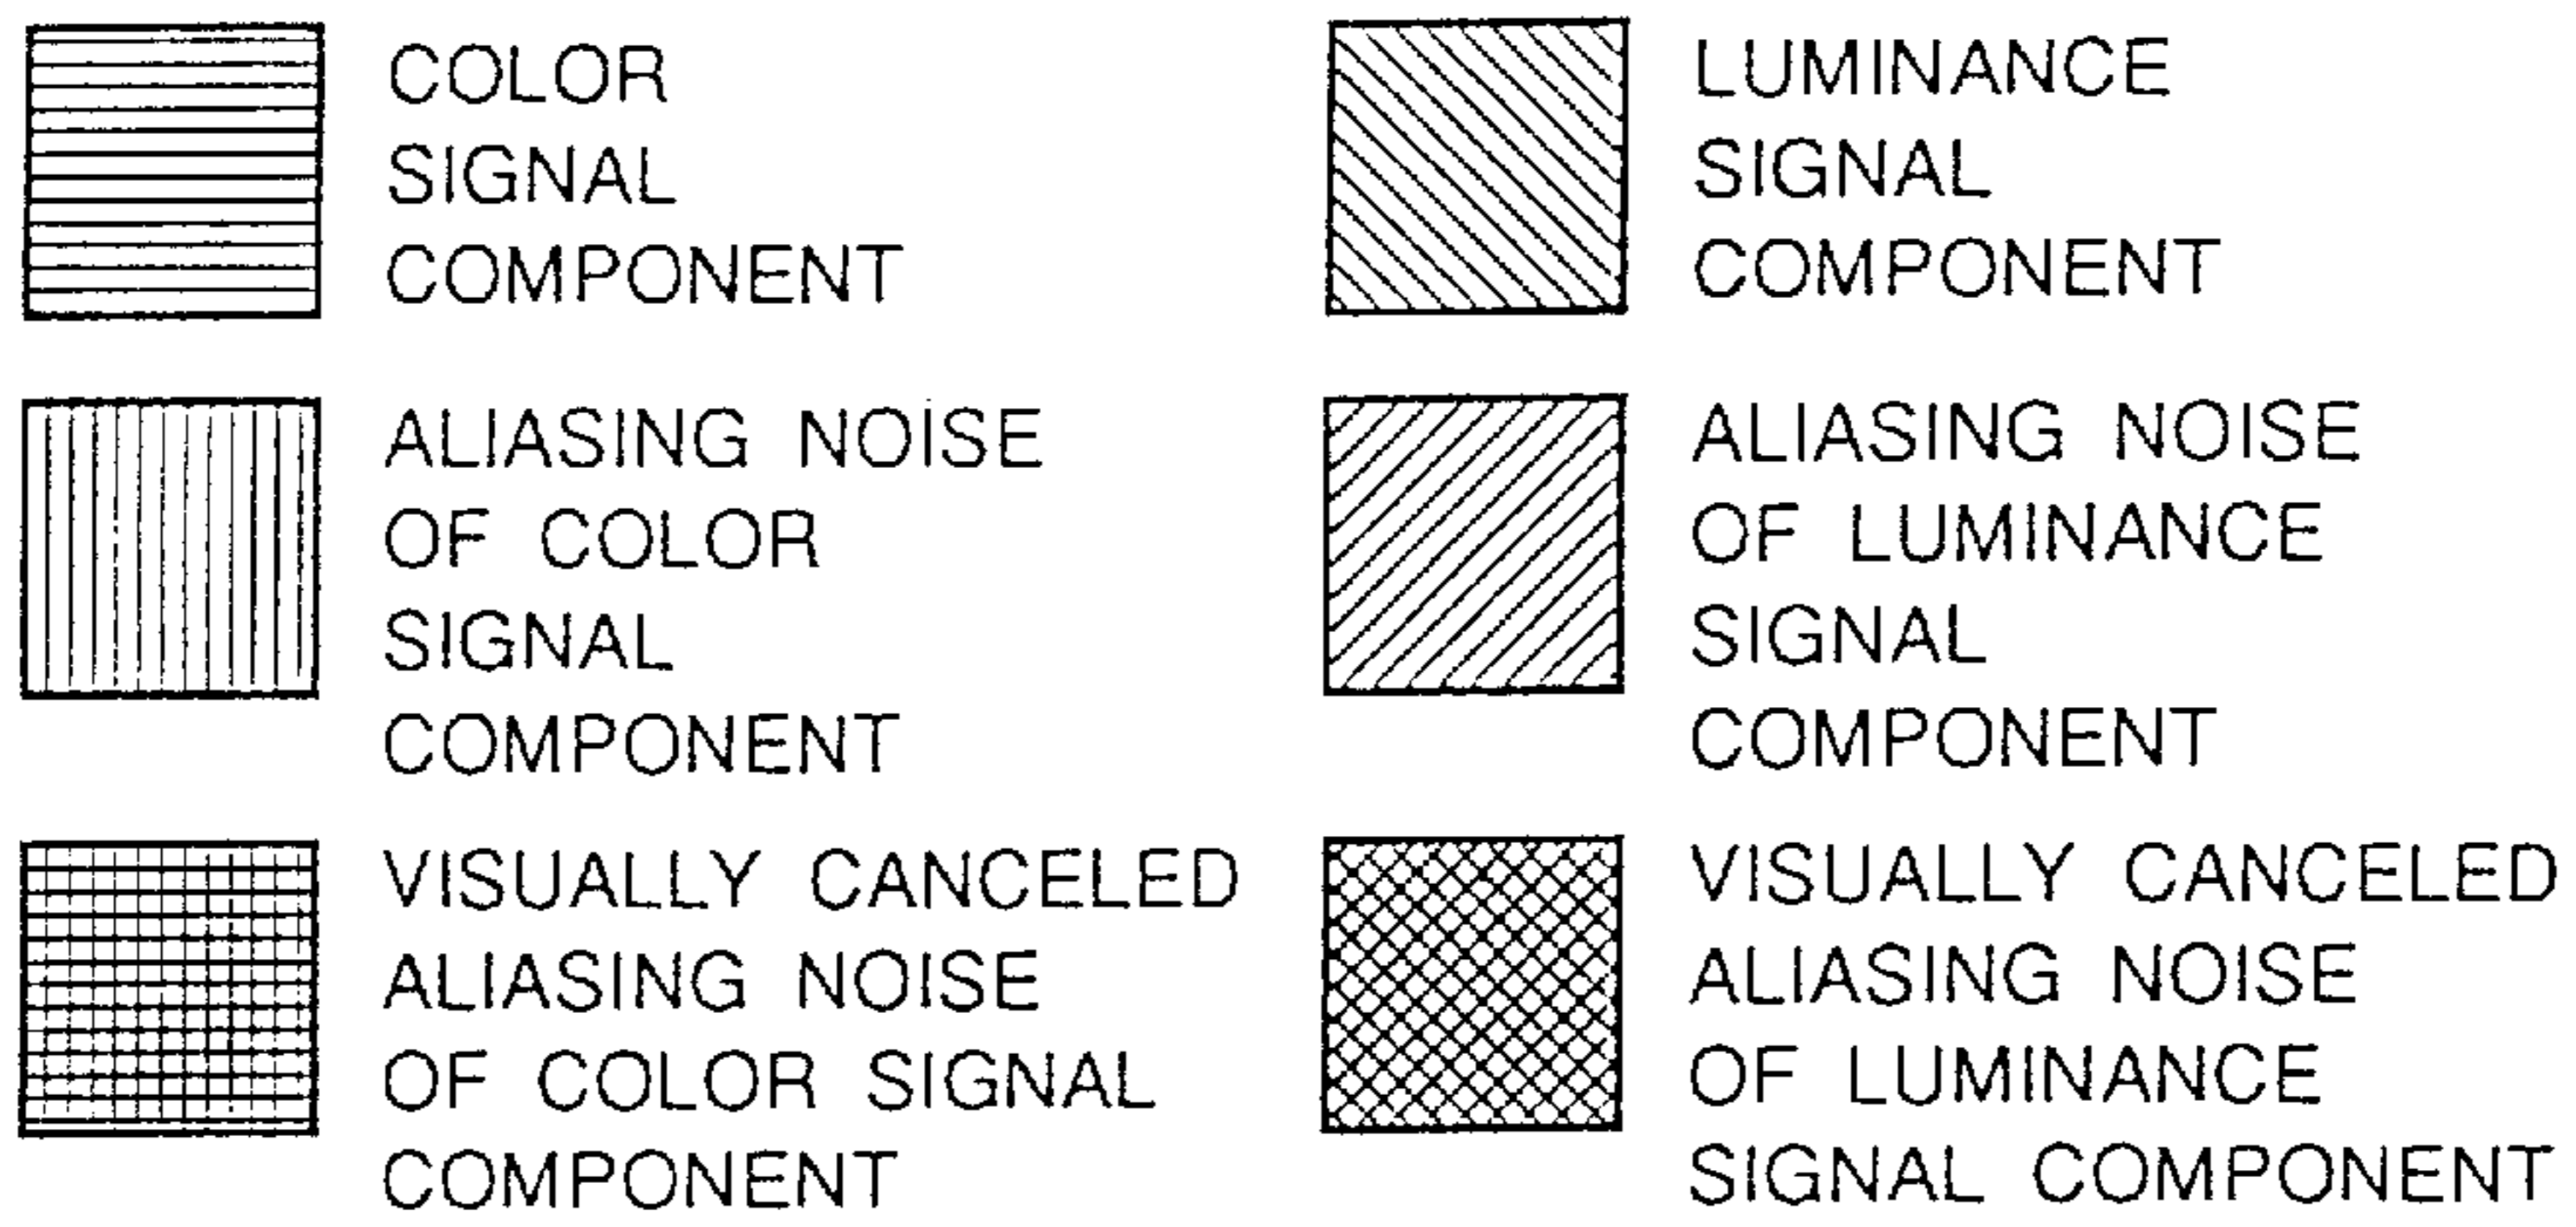 COLOR
SIGNAL
COMPONENT
LUMINANCE
SIGNAL
COMPONENT
ALIASING NOISE
OF COLOR
SIGNAL
COMPONENT
ALIASING NOISE
OF LUMINANCE
SIGNAL
COMPONENT
VISUALLY CANCELED
ALIASING NOISE
OF COLOR SIGNAL
COMPONENT
VISUALLY CANCELED
ALIASING NOISE
OF LUMINANCE
SIGNAL COMPONENT